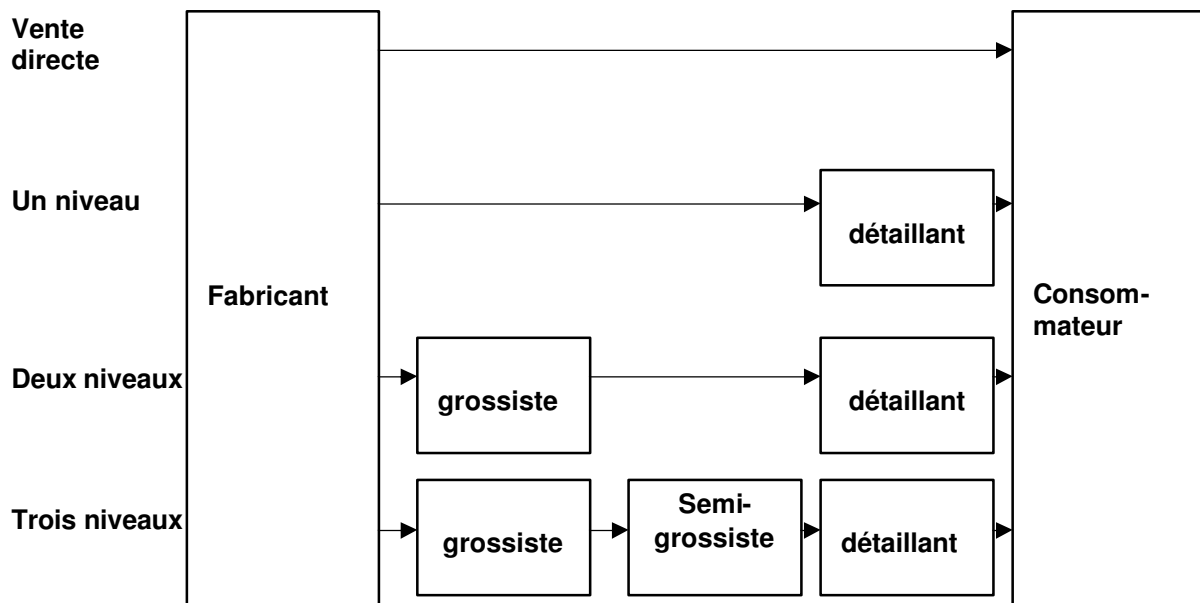 Vente
directe
Un niveau
détaillant
Fabricant
Consom-
mateur
Deux niveaux
grossiste
détaillant
Trois niveaux
grossiste
Semi-
grossiste
détaillant